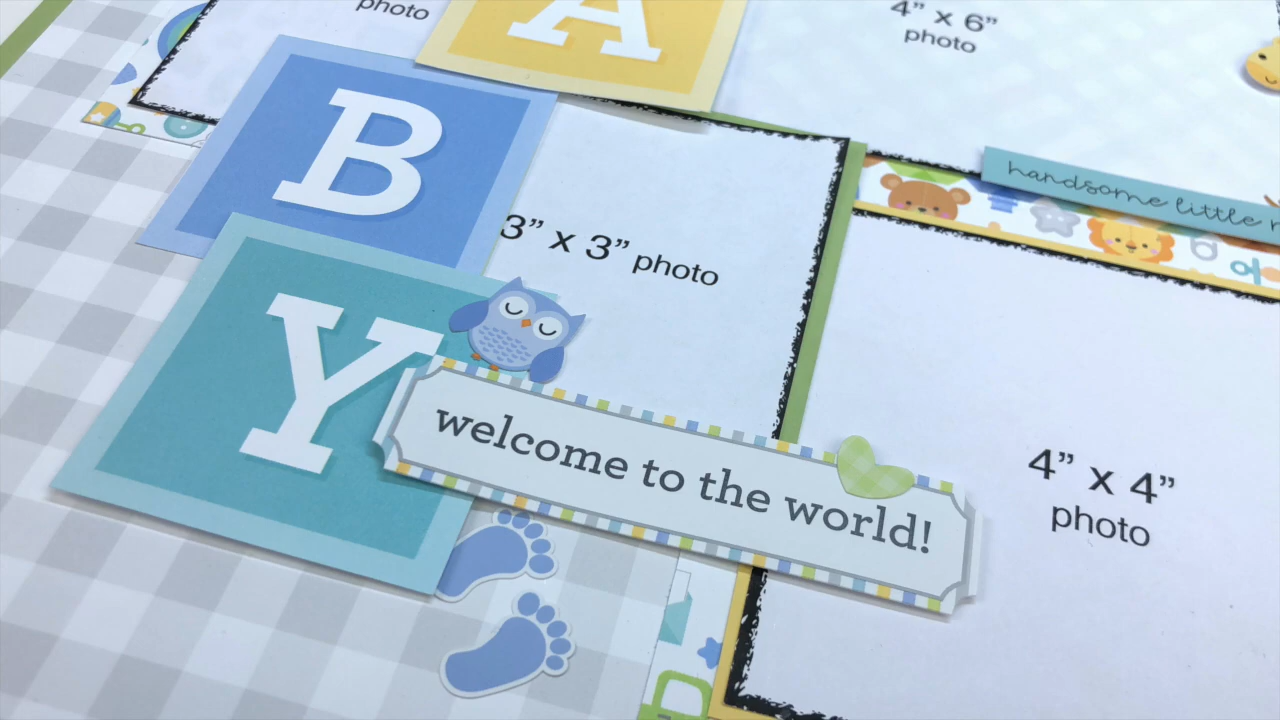 photo
4” x 6”
photo
B
A
Y
3” x 3” photo
handsome little
welcome to the world!
4” x 4”
photo